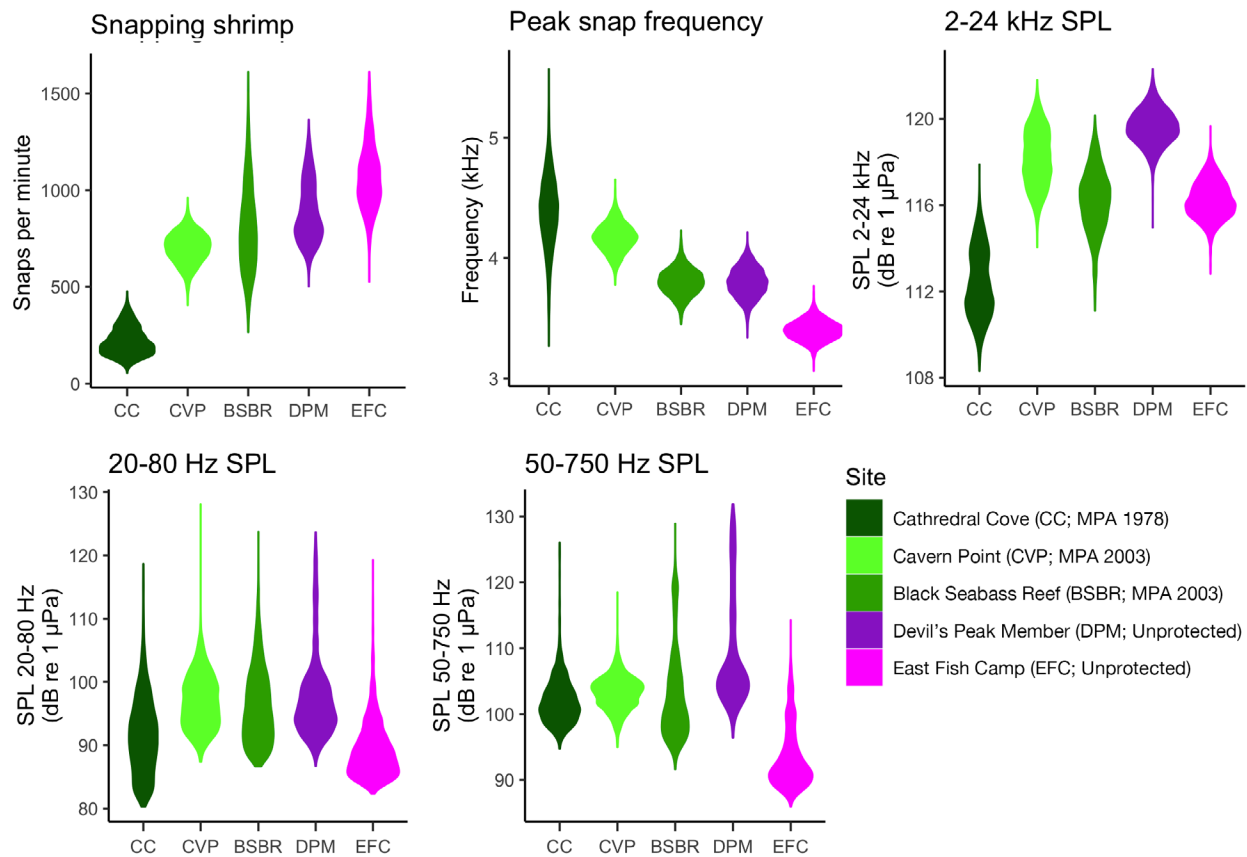 Snapping shrimp
Snaps per minute
1500
1000
500
0
CC CVP BSBR DPM EFC
Peak snap frequency
Frequency (kHz)
5
4
3
CC CVP BSBR DPM EFC
2-24 kHz SPL
SPL 2-24 kHz
(dB re 1 µPa)
120
116
112
108
CC CVP BSBR DPM EFC
20-80 Hz SPL
SPL 20-80 Hz
(dB re 1 µPa)
130
120
110
100
90
80
CC CVP BSBR DPM EFC
50-750 Hz SPL
SPL 50-750 Hz
(dB re 1 µPa)
130
120
110
100
90
CC CVP BSBR DPM EFC
Site
Cathredral Cove (CC; MPA 1978)
Cavern Point (CVP; MPA 2003)
Black Seabass Reef (BSBR; MPA 2003)
Devil's Peak Member (DPM; Unprotected)
East Fish Camp (EFC; Unprotected)